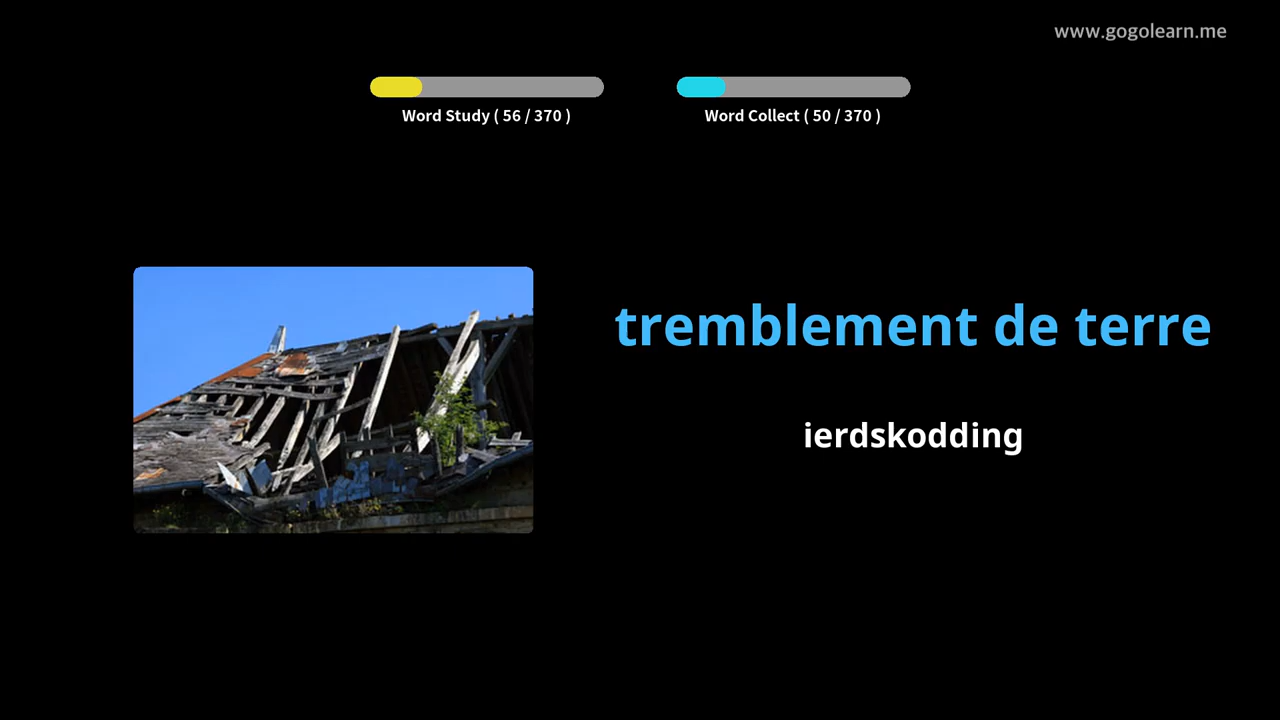 www.gogolearn.me
Word Study ( 56 / 370 )
Word Collect ( 50 / 370 )
tremblement de terre
ierdskodding